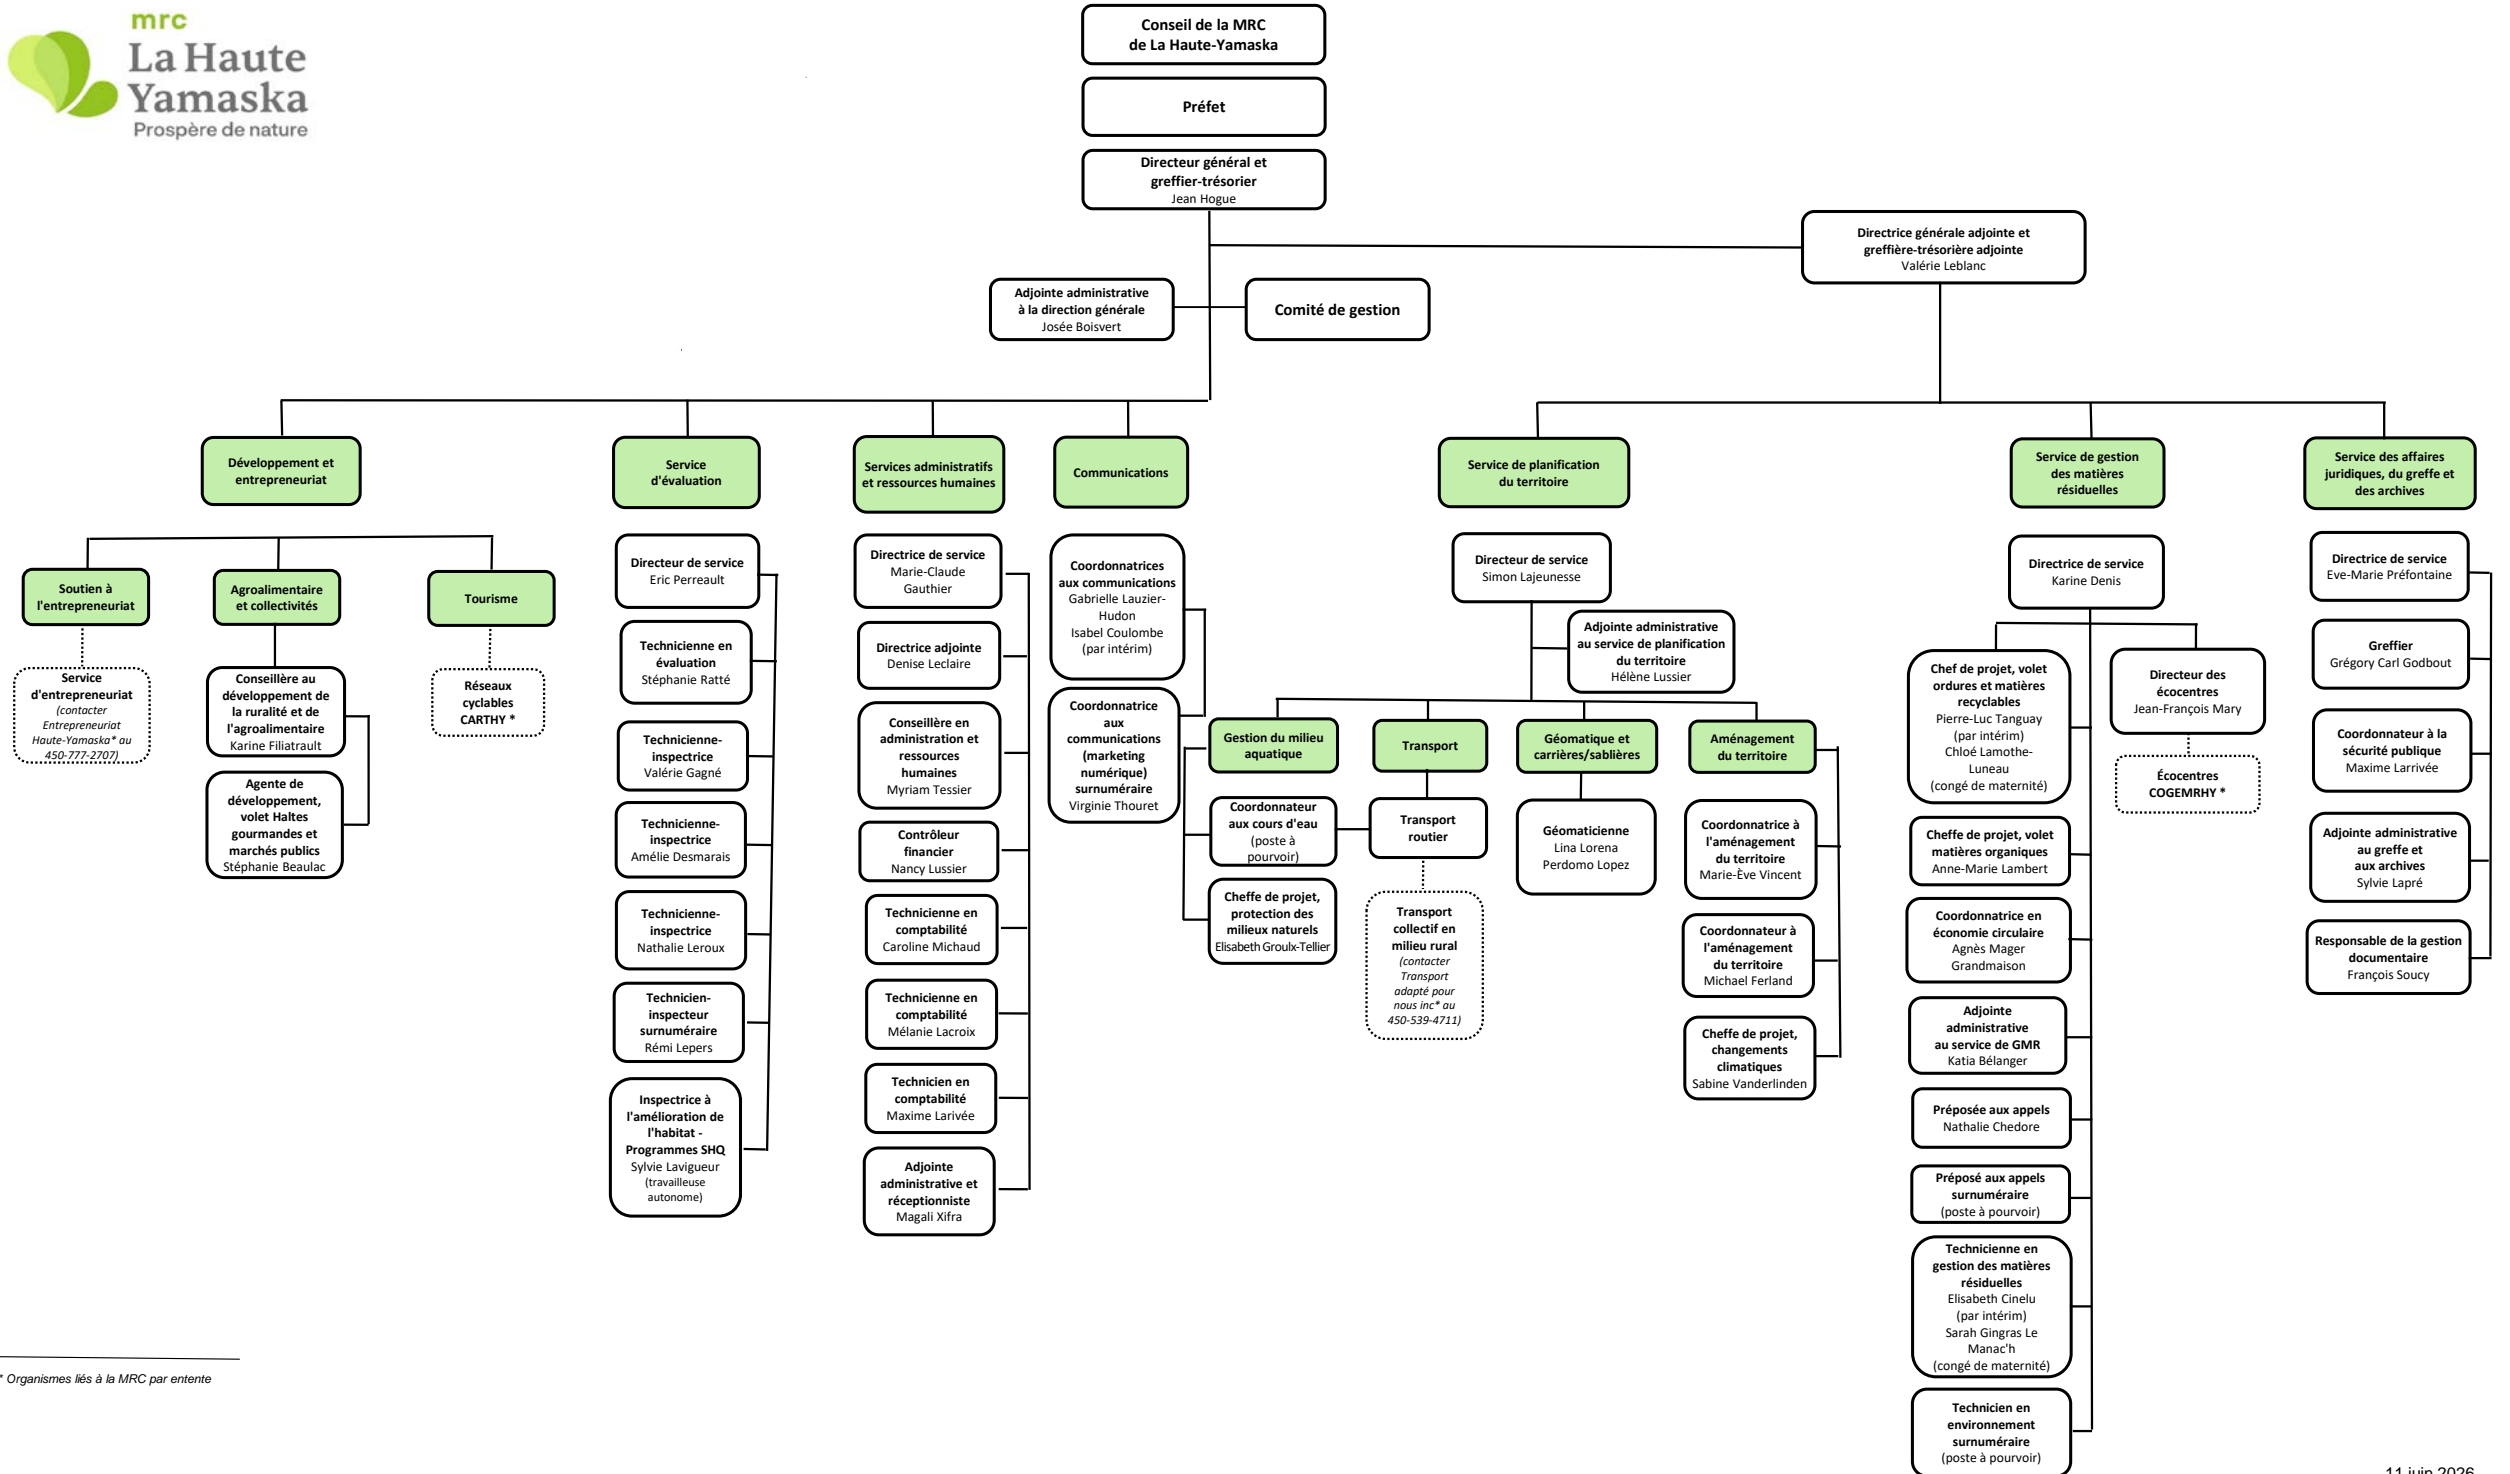 mrc
La Haute
Yamaska
Prospère de nature
Conseil de la MRC
de La Haute-Yamaska
Préfet
Directeur général et
greffier-trésorier
Jean Hogue
Directrice générale adjointe et
greffière-trésorière adjointe
Valérie Leblanc
Adjointe administrative
à la direction générale
Josée Boisvert
Comité de gestion
Développement et
entrepreneuriat
Service
d'évaluation
Services administratifs
et ressources humaines
Communications
Service de planification
du territoire
Service de gestion
des matières
résiduelles
Service des affaires
juridiques, du greffe et
des archives
Soutien à
l'entrepreneuriat
Agroalimentaire
et collectivités
Tourisme
Service
d'entrepreneuriat
(contacter
Entrepreneuriat
Haute-Yamaska* au
450-777-2707)
Conseillère au
développement de
la ruralité et de
l'agroalimentaire
Karine Filiatrault
Agente de
développement,
volet Haltes
gourmandes et
marchés publics
Stéphanie Beaulac
Réseaux
cyclables
CARTHY *
Directeur de service
Eric Perreault
Technicienne en
évaluation
Stéphanie Ratté
Technicienne-
inspectrice
Valérie Gagné
Technicienne-
inspectrice
Amélie Desmarais
Technicienne-
inspectrice
Nathalie Leroux
Technicien-
inspecteur
surnuméraire
Rémi Lepers
Inspectrice à
l'amélioration de
l'habitat -
Programmes SHQ
Sylvie Lavigueur
(travailleuse
autonome)
Directrice de service
Marie-Claude
Gauthier
Directrice adjointe
Denise Leclaire
Conseillère en
administration et
ressources
humaines
Myriam Tessier
Contrôleur
financier
Nancy Lussier
Technicienne en
comptabilité
Caroline Michaud
Technicienne en
comptabilité
Mélanie Lacroix
Technicien en
comptabilité
Maxime Larivée
Adjointe
administrative et
réceptionniste
Magali Xifra
Coordonnatrices
aux communications
Gabrielle Lauzier-
Hudon
Isabel Coulombe
(par intérim)
Coordonnatrice
aux
communications
(marketing
numérique)
surnuméraire
Virginie Thouret
Directeur de service
Simon Lajeunesse
Adjointe administrative
au service de planification
du territoire
Hélène Lussier
Gestion du milieu
aquatique
Transport
Géomatique et
carrières/sablières
Aménagement
du territoire
Coordonnateur
aux cours d'eau
(poste à
pourvoir)
Cheffe de projet,
protection des
milieux naturels
Elisabeth Groulx-Tellier
Transport
routier
Transport
collectif en
milieu rural
(contacter
Transport
adapté pour
nous inc* au
450-539-4711)
Géomaticienne
Lina Lorena
Perdomo Lopez
Coordonnatrice à
l'aménagement
du territoire
Marie-Ève Vincent
Coordonnateur à
l'aménagement
du territoire
Michael Ferland
Cheffe de projet,
changements
climatiques
Sabine Vanderlinden
Directrice de service
Karine Denis
Chef de projet, volet
ordures et matières
recyclables
Pierre-Luc Tanguay
(par intérim)
Chloé Lamothe-
Luneau
(congé de maternité)
Directeur des
écocentres
Jean-François Mary
Écocentres
COGEMRHY *
Cheffe de projet, volet
matières organiques
Anne-Marie Lambert
Coordonnatrice en
économie circulaire
Agnès Mager
Grandmaison
Adjointe
administrative
au service de GMR
Katia Bélanger
Préposée aux appels
Nathalie Chedore
Préposé aux appels
surnuméraire
(poste à pourvoir)
Technicienne en
gestion des matières
résiduelles
Elisabeth Cinelu
(par intérim)
Sarah Gingras Le
Manac'h
(congé de maternité)
Technicien en
environnement
surnuméraire
(poste à pourvoir)
Directrice de service
Eve-Marie Préfontaine
Greffier
Grégory Carl Godbout
Coordonnateur à la
sécurité publique
Maxime Larrivée
Adjointe administrative
au greffe et
aux archives
Sylvie Lapré
Responsable de la gestion
documentaire
François Soucy
* Organismes liés à la MRC par entente
11 juin 2026